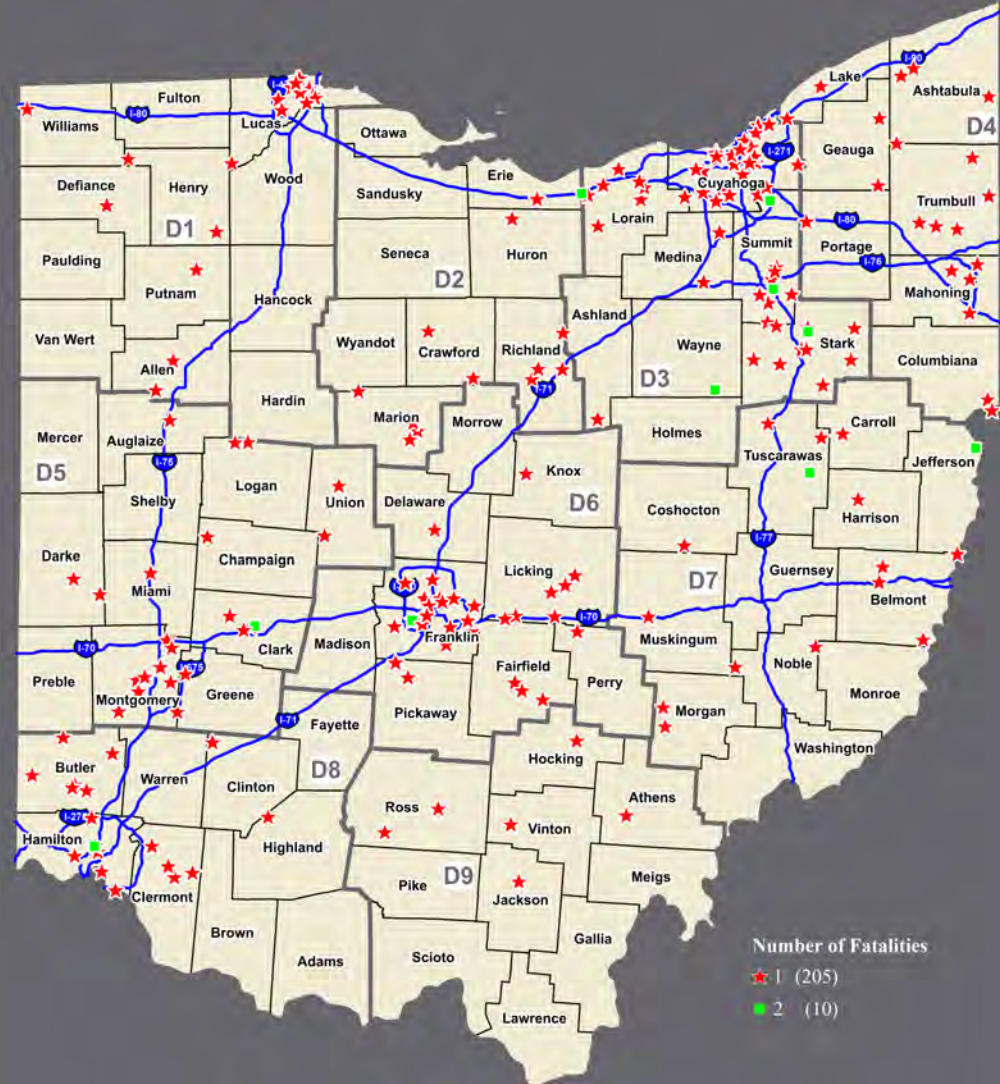 I-90
Lake
Ashtabula
Fulton
I-80
Williams
Lucas
D4
Ottawa
I-271
Geauga
Erie
Wood
Cuyahoga
Defiance
Henry
Sandusky
Trumbull
Lorain
D1
I-80
Summit
Portage
Seneca
Huron
Medina
Paulding
D2
I-76
Putnam
Mahoning
Hancock
Ashland
Van Wert
Wyandot
Crawford
Richland
Wayne
Stark
Columbiana
Allen
D3
I-71
Hardin
Marion
Morrow
Carroll
Mercer
Auglaize
Holmes
Tuscarawas
Jefferson
I-75
D5
Knox
Logan
Shelby
Union
Delaware
D6
Coshocton
Harrison
I-77
Darke
Champaign
Licking
Guernsey
D7
Miami
Belmont
I-70
Franklin
Muskingum
Madison
I-70
Clark
Noble
Fairfield
Preble
Perry
Greene
Monroe
Montgomery
Pickaway
Morgan
I-71
Fayette
Washington
Hocking
Butler
D8
Warren
Clinton
Athens
Ross
Vinton
Hamilton
Highland
D9
Meigs
Pike
Clermont
Jackson
Brown
Gallia
Scioto
Adams
Lawrence
Number of Fatalities
1 (205)
2 (10)